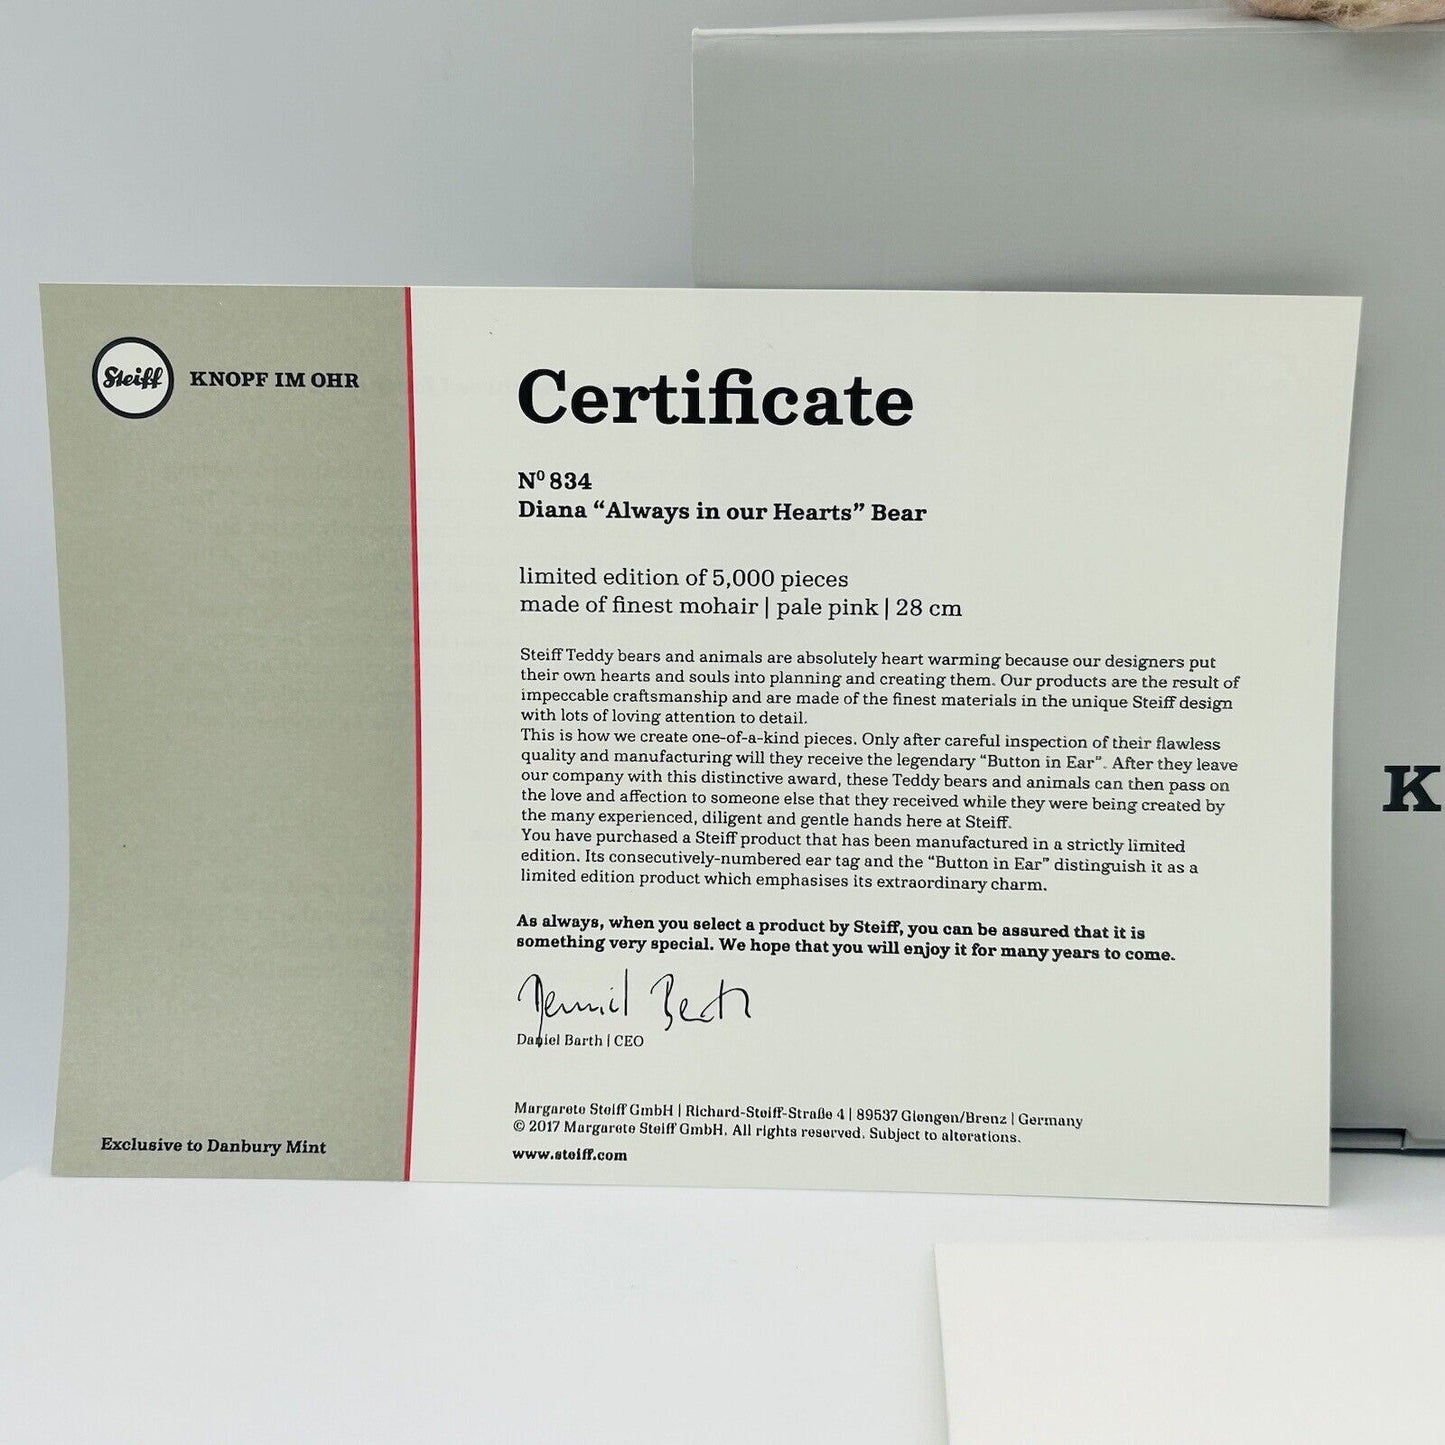 Steiff KNOPF IM OHR
Certificate
Nº 834
Diana “Always in our Hearts” Bear
limited edition of 5,000 pieces
made of finest mohair | pale pink | 28 cm
Steiff Teddy bears and animals are absolutely heart warming because our designers put
their own hearts and souls into planning and creating them. Our products are the result of
impeccable craftsmanship and are made of the finest materials in the unique Steiff design
with lots of loving attention to detail.
This is how we create one-of-a-kind pieces. Only after careful inspection of their flawless
quality and manufacturing will they receive the legendary “Button in Ear”. After they leave
our company with this distinctive award, these Teddy bears and animals can then pass on
the love and affection to someone else that they received while they were being created by
the many experienced, diligent and gentle hands here at Steiff.
You have purchased a Steiff product that has been manufactured in a strictly limited
edition. Its consecutively-numbered ear tag and the “Button in Ear” distinguish it as a
limited edition product which emphasises its extraordinary charm.
As always, when you select a product by Steiff, you can be assured that it is
something very special. We hope that you will enjoy it for many years to come.
Daniel Barth
Daniel Barth | CEO
Margarete Steiff GmbH | Richard-Steiff-Straße 4 | 89537 Giengen/Brenz | Germany
© 2017 Margarete Steiff GmbH. All rights reserved. Subject to alterations.
www.steiff.com
Exclusive to Danbury Mint
K